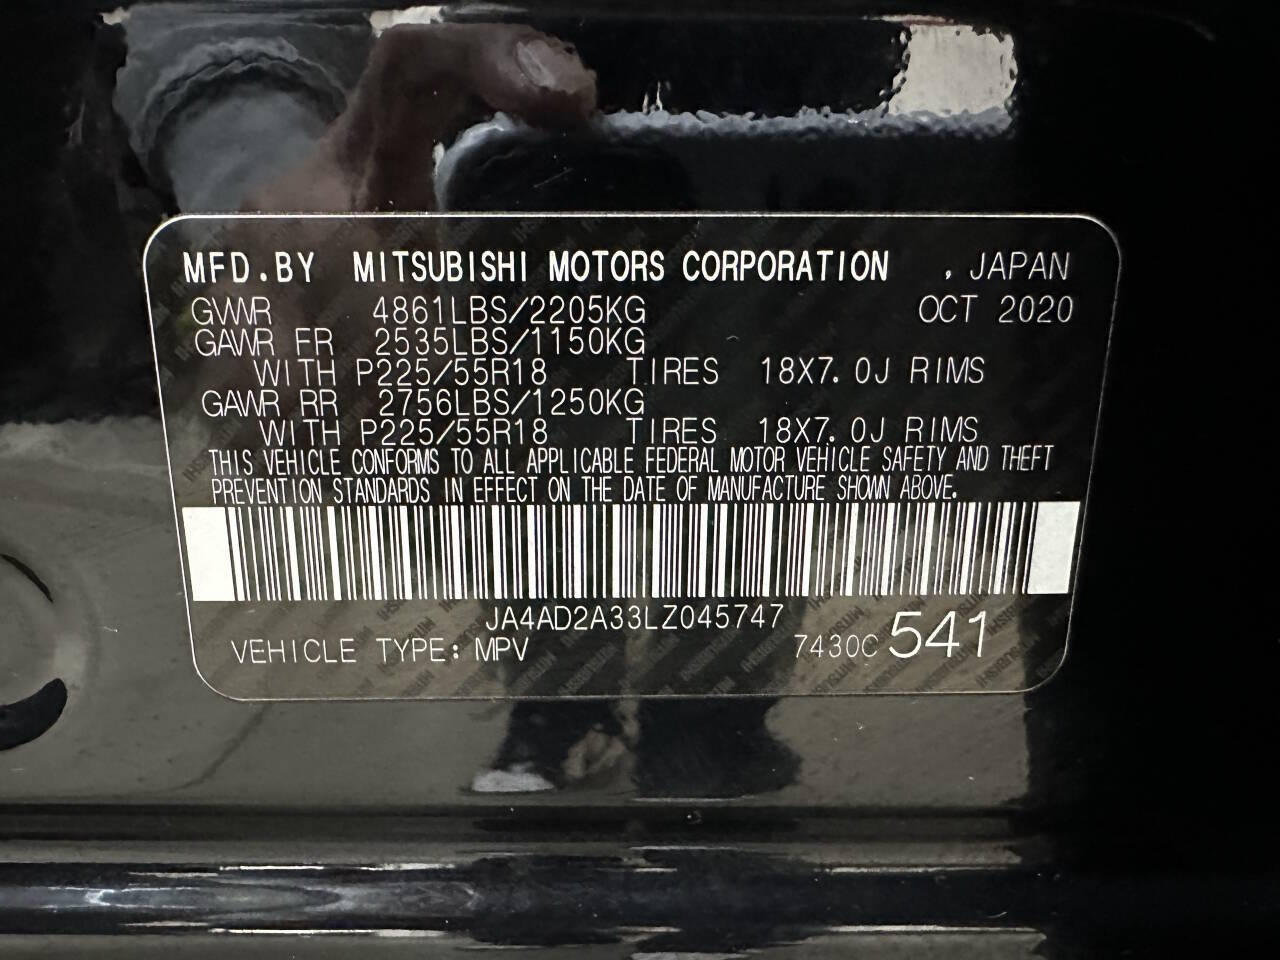 MFD.BY MITSUBISHI MOTORS CORPORATION , JAPAN
GVWR 4861LBS/2205KG OCT 2020
GAWR FR 2535LBS/1150KG
WITH P225/55R18 TIRES 18X7.0J RIMS
GAWR RR 2756LBS/1250KG
WITH P225/55R18 TIRES 18X7.0J RIMS
THIS VEHICLE CONFORMS TO ALL APPLICABLE FEDERAL MOTOR VEHICLE SAFETY AND THEFT
PREVENTION STANDARDS IN EFFECT ON THE DATE OF MANUFACTURE SHOWN ABOVE.
JA4AD2A33LZ045747
VEHICLE TYPE: MPV 7430C 541